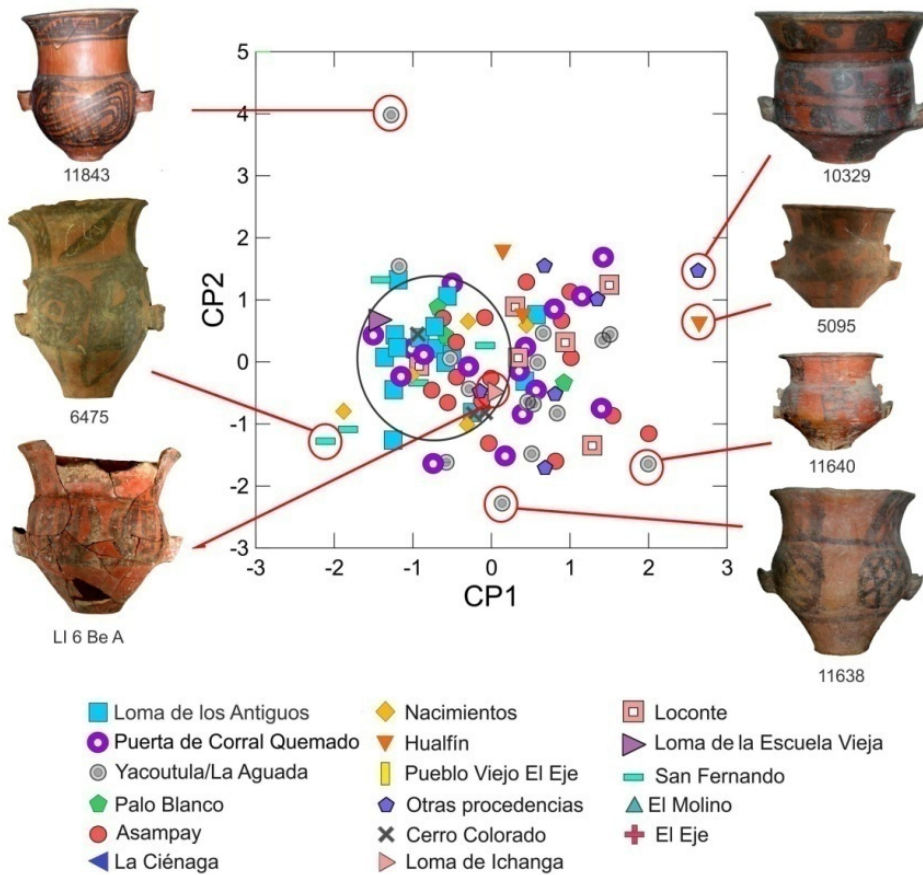 11843
6475
LI 6 Be A
5
4
3
2
1
0
-1
-2
-3
CP2
-3 -2 -1 0 1 2 3
CP1
10329
5095
11640
11638
Loma de los Antiguos
Puerta de Corral Quemado
Yacoutula/La Aguada
Palo Blanco
Asampay
La Ciénaga
Nacimientos
Hualfín
Pueblo Viejo El Eje
Otras procedencias
Cerro Colorado
Loma de Ichanga
Loconte
Loma de la Escuela Vieja
San Fernando
El Molino
El Eje